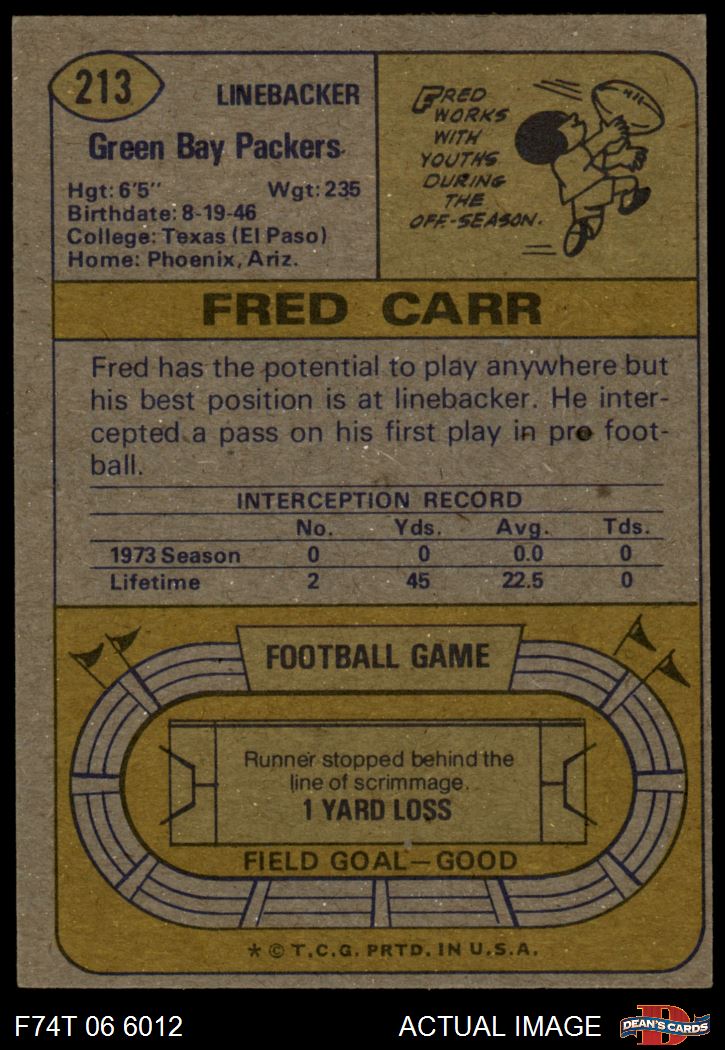 213
LINEBACKER
Green Bay Packers
Hgt: 6'5" Wgt: 235
Birthdate: 8-19-46
College: Texas (El Paso)
Home: Phoenix, Ariz.
FRED
WORKS
WITH
YOUTHS
DURING
THE
OFF-SEASON.
FRED CARR
Fred has the potential to play anywhere but
his best position is at linebacker. He inter-
cepted a pass on his first play in pro foot-
ball.
INTERCEPTION RECORD
No. Yds. Avg. Tds.
1973 Season 0 0 0.0 0
Lifetime 2 45 22.5 0
FOOTBALL GAME
Runner stopped behind the
line of scrimmage.
1 YARD LOSS
FIELD GOAL—GOOD
* © T.C.G. PRTD. IN U.S.A.
F74T 06 6012 ACTUAL IMAGE
D
DEAN'S CARDS